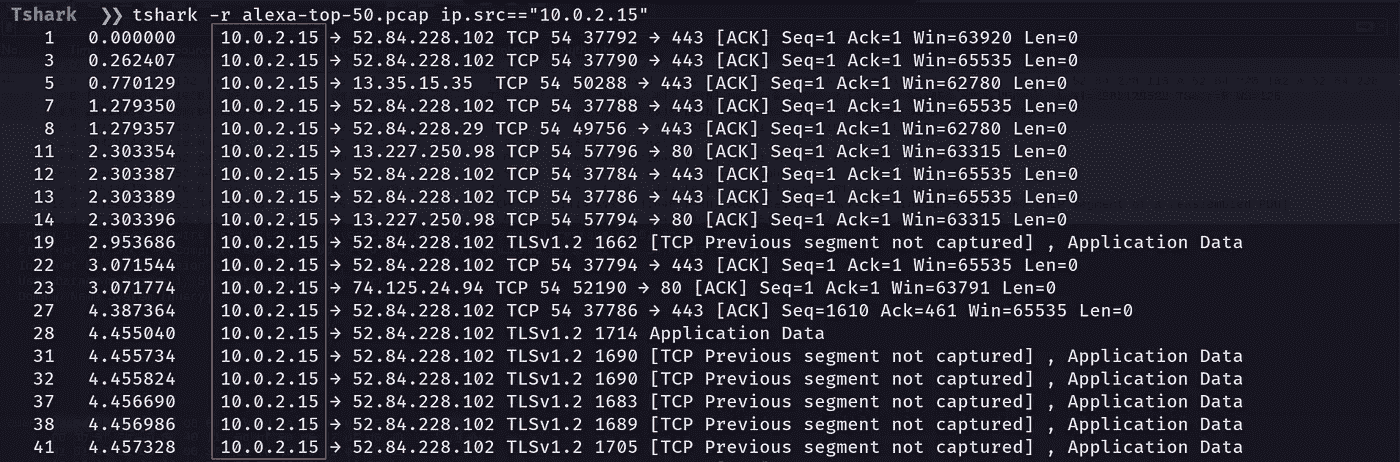 Tshark ❯❯ tshark -r alexa-top-50.pcap ip.src=="10.0.2.15"
1 0.000000 10.0.2.15 → 52.84.228.102 TCP 54 37792 → 443 [ACK] Seq=1 Ack=1 Win=63920 Len=0
3 0.262407 10.0.2.15 → 52.84.228.102 TCP 54 37790 → 443 [ACK] Seq=1 Ack=1 Win=65535 Len=0
5 0.770129 10.0.2.15 → 13.35.15.35 TCP 54 50288 → 443 [ACK] Seq=1 Ack=1 Win=62780 Len=0
7 1.279350 10.0.2.15 → 52.84.228.102 TCP 54 37788 → 443 [ACK] Seq=1 Ack=1 Win=65535 Len=0
8 1.279357 10.0.2.15 → 52.84.228.29 TCP 54 49756 → 443 [ACK] Seq=1 Ack=1 Win=62780 Len=0
11 2.303354 10.0.2.15 → 13.227.250.98 TCP 54 57796 → 80 [ACK] Seq=1 Ack=1 Win=63315 Len=0
12 2.303387 10.0.2.15 → 52.84.228.102 TCP 54 37784 → 443 [ACK] Seq=1 Ack=1 Win=65535 Len=0
13 2.303389 10.0.2.15 → 52.84.228.102 TCP 54 37786 → 443 [ACK] Seq=1 Ack=1 Win=65535 Len=0
14 2.303396 10.0.2.15 → 13.227.250.98 TCP 54 57794 → 80 [ACK] Seq=1 Ack=1 Win=63315 Len=0
19 2.953686 10.0.2.15 → 52.84.228.102 TLSv1.2 1662 [TCP Previous segment not captured] , Application Data
22 3.071544 10.0.2.15 → 52.84.228.102 TCP 54 37794 → 443 [ACK] Seq=1 Ack=1 Win=65535 Len=0
23 3.071774 10.0.2.15 → 74.125.24.94 TCP 54 52190 → 80 [ACK] Seq=1 Ack=1 Win=63791 Len=0
27 4.387364 10.0.2.15 → 52.84.228.102 TCP 54 37786 → 443 [ACK] Seq=1610 Ack=461 Win=65535 Len=0
28 4.455040 10.0.2.15 → 52.84.228.102 TLSv1.2 1714 Application Data
31 4.455734 10.0.2.15 → 52.84.228.102 TLSv1.2 1690 [TCP Previous segment not captured] , Application Data
32 4.455824 10.0.2.15 → 52.84.228.102 TLSv1.2 1690 [TCP Previous segment not captured] , Application Data
37 4.456690 10.0.2.15 → 52.84.228.102 TLSv1.2 1683 [TCP Previous segment not captured] , Application Data
38 4.456986 10.0.2.15 → 52.84.228.102 TLSv1.2 1689 [TCP Previous segment not captured] , Application Data
41 4.457328 10.0.2.15 → 52.84.228.102 TLSv1.2 1705 [TCP Previous segment not captured] , Application Data